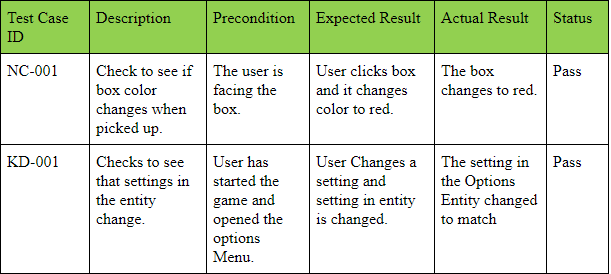 Test Case Description Precondition Expected Result Actual Result Status
ID
NC-001 Check to see if The user is User clicks box The box Pass
box color facing the and it changes changes to red.
changes when box. color to red.
picked up.
KD-001 Checks to see User has User Changes a The setting in Pass
that settings in started the setting and the Options
the entity game and setting in entity Entity changed
change. opened the is changed. to match
options
Menu.